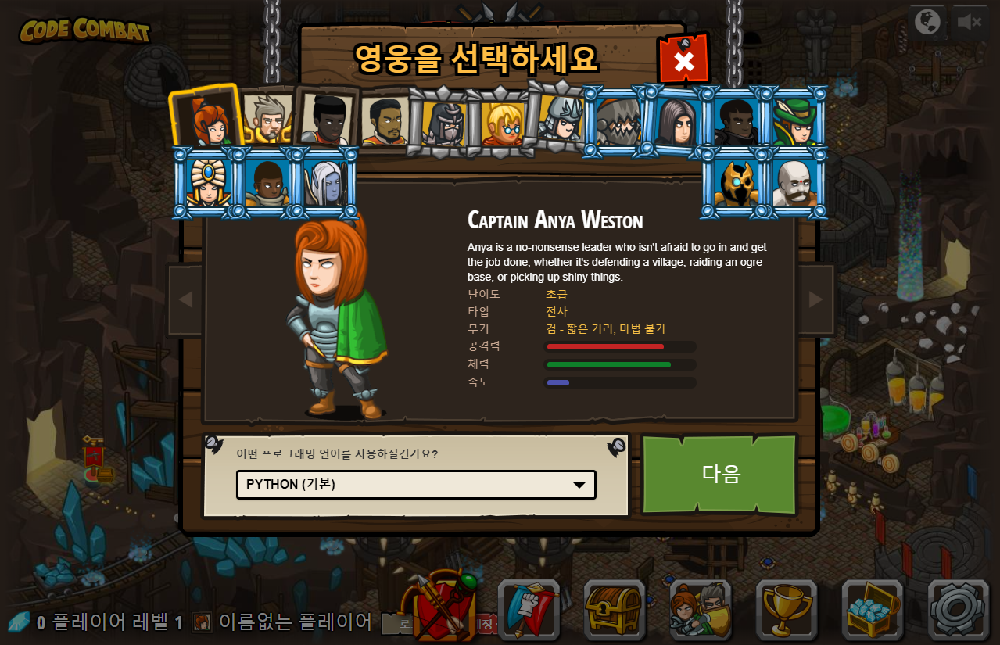 CODE COMBAT
영웅을 선택하세요
Captain Anya Weston
Anya is a no-nonsense leader who isn't afraid to go in and get
the job done, whether it's defending a village, raiding an ogre
base, or picking up shiny things.
난이도 초급
타입 전사
무기 검 - 짧은 거리, 마법 불가
공격력
체력
속도
어떤 프로그래밍 언어를 사용하실건가요?
PYTHON (기본)
다음
0 플레이어 레벨 1 이름없는 플레이어